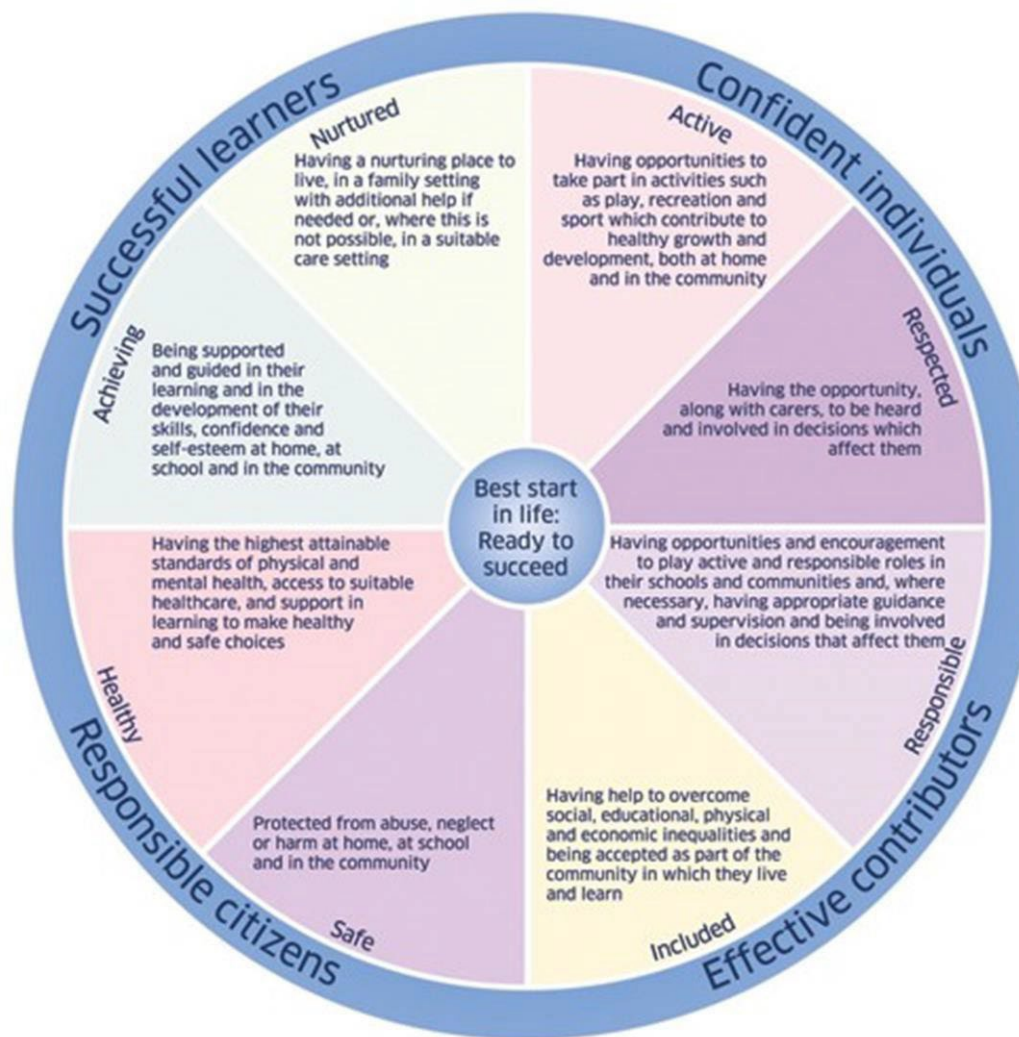 Successful learners
Confident individuals
Nurtured
Having a nurturing place to
live, in a family setting
with additional help if
needed or, where this is
not possible, in a suitable
care setting
Active
Having opportunities to
take part in activities such
as play, recreation and
sport which contribute to
healthy growth and
development, both at home
and in the community
Achieving
Being supported
and guided in their
learning and in the
development of their
skills, confidence and
self-esteem at home, at
school and in the community
Respected
Having the opportunity,
along with carers, to be heard
and involved in decisions which
affect them
Best start
in life:
Ready to
succeed
Healthy
Having the highest attainable
standards of physical and
mental health, access to suitable
healthcare, and support in
learning to make healthy
and safe choices
Having opportunities and encouragement
to play active and responsible roles in
their schools and communities and, where
necessary, having appropriate guidance
and supervision and being involved
in decisions that affect them
Responsible
Protected from abuse, neglect
or harm at home, at school
and in the community
Safe
Having help to overcome
social, educational, physical
and economic inequalities and
being accepted as part of the
community in which they live
and learn
Included
Responsible citizens
Effective contributors